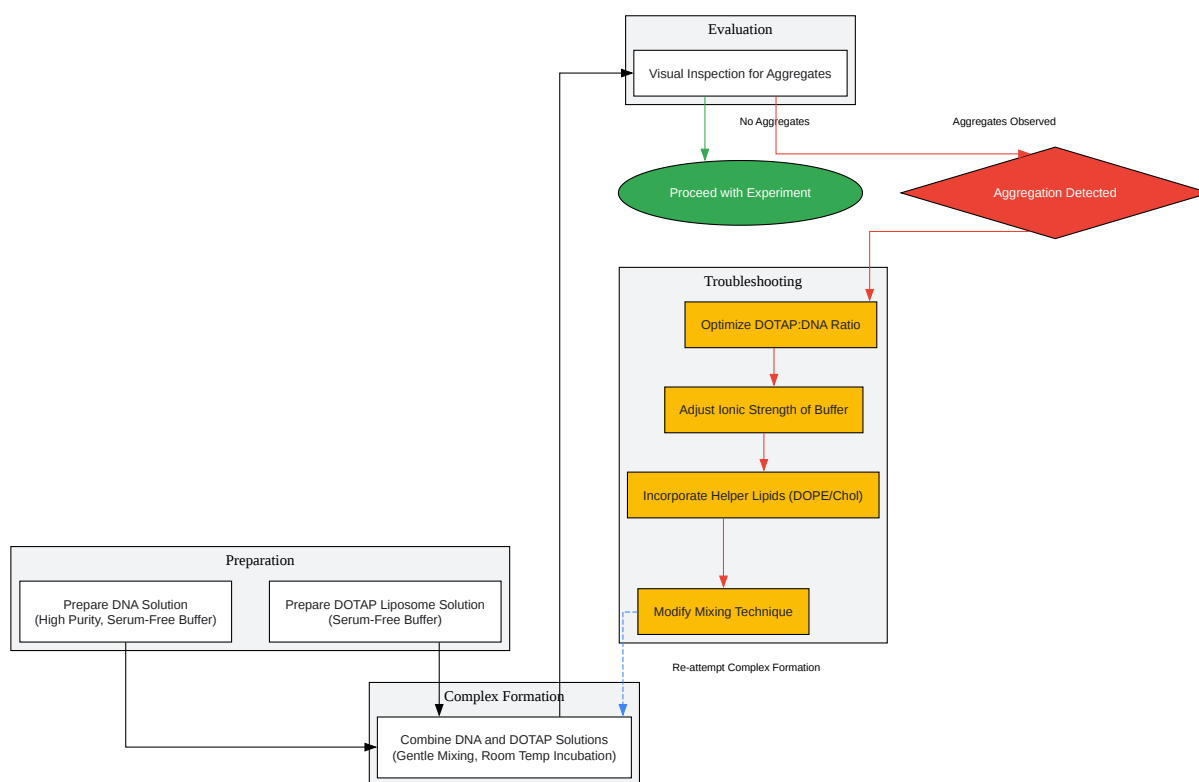 Evaluation
Visual Inspection for Aggregates
No Aggregates
Aggregates Observed
Proceed with Experiment
Aggregation Detected
Troubleshooting
Optimize DOTAP:DNA Ratio
Adjust Ionic Strength of Buffer
Incorporate Helper Lipids (DOPE/Chol)
Preparation
Prepare DNA Solution
(High Purity, Serum-Free Buffer)
Prepare DOTAP Liposome Solution
(Serum-Free Buffer)
Modify Mixing Technique
Re-attempt Complex Formation
Complex Formation
Combine DNA and DOTAP Solutions
(Gentle Mixing, Room Temp Incubation)